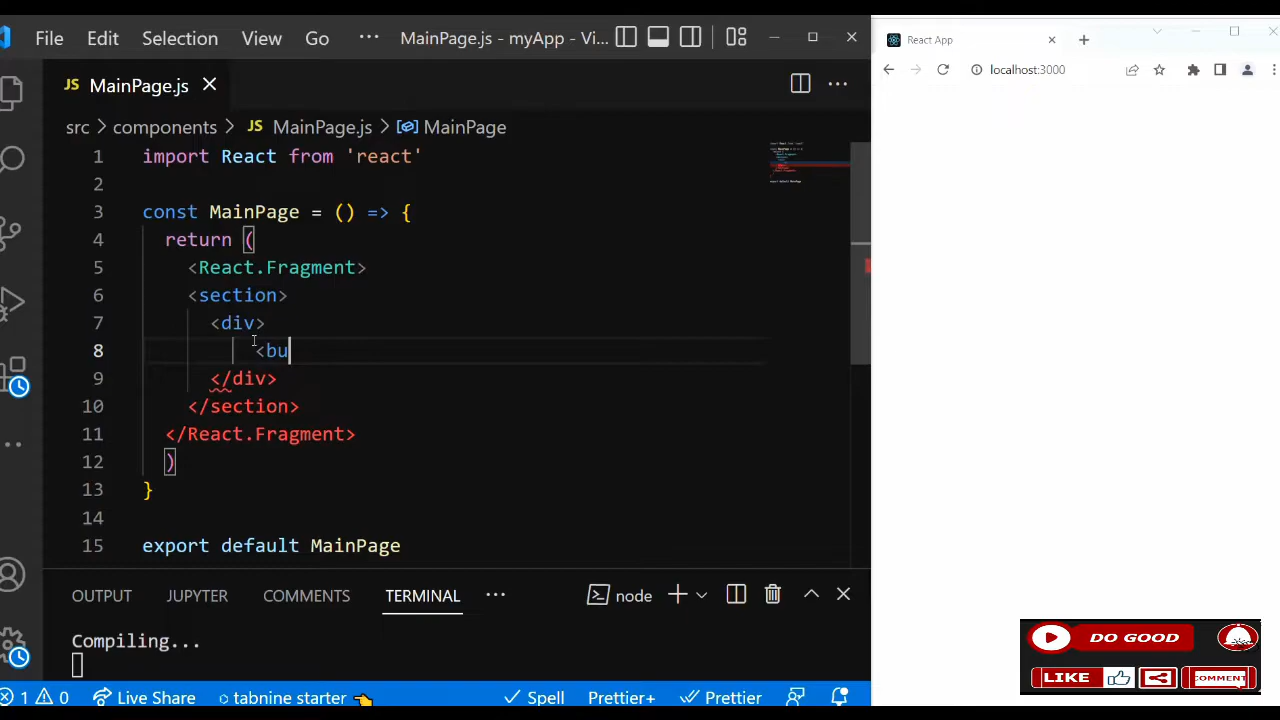 File Edit Selection View Go ··· MainPage.js - myApp - Vi...
React App
JS MainPage.js
localhost:3000
src > components > JS MainPage.js > MainPage
1 import React from 'react'
2
3 const MainPage = () => {
4 return (
5 <React.Fragment>
6 <section>
7 <div>
8 <bu
9 </div>
10 </section>
11 </React.Fragment>
12 )
13 }
14
15 export default MainPage
OUTPUT JUPYTER COMMENTS TERMINAL ··· node
Compiling...
DO GOOD
LIKE COMMENT
1 0 Live Share tabnine starter Spell Prettier+ Prettier